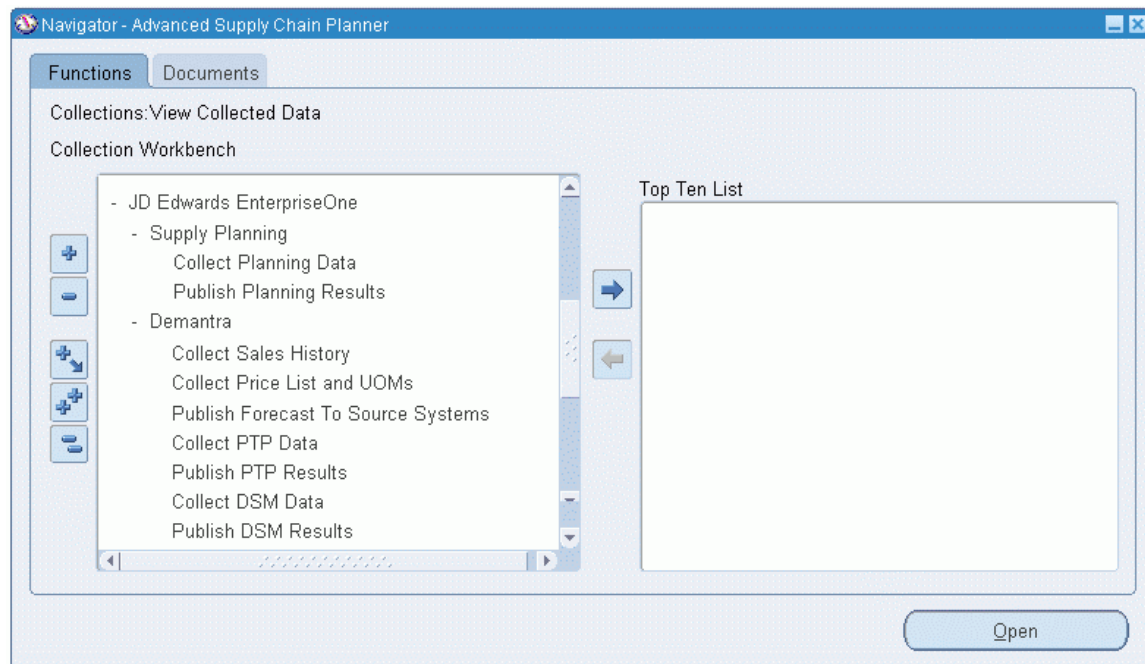 Navigator - Advanced Supply Chain Planner
Functions
Documents
Collections:View Collected Data
Collection Workbench
- JD Edwards EnterpriseOne
- Supply Planning
Collect Planning Data
Publish Planning Results
- Demantra
Collect Sales History
Collect Price List and UOMs
Publish Forecast To Source Systems
Collect PTP Data
Publish PTP Results
Collect DSM Data
Publish DSM Results
Top Ten List
Open